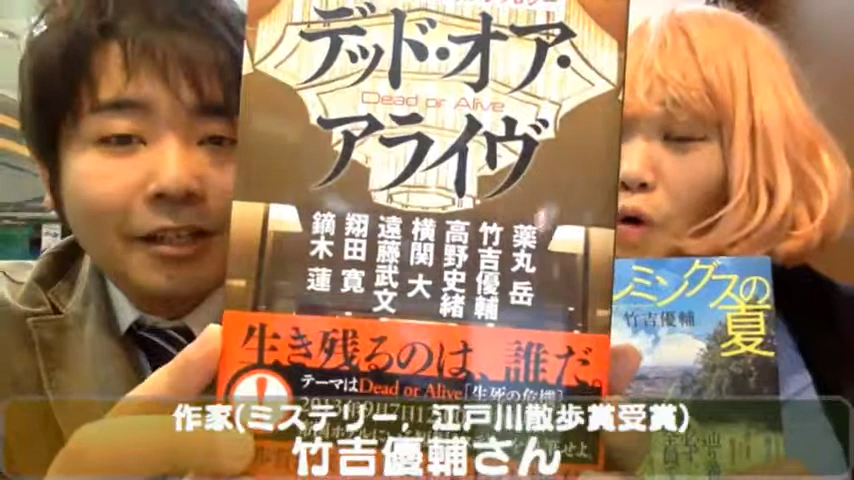 デッド・オア・
Dead or Alive
アライヴ
薬丸 岳
竹吉優輔
高野史緒
横関 大
遠藤武文
翔田 寛
鏑木 蓮
生き残るのは、誰だ。
テーマはDead or Alive「生死の危機」
ミングスの
夏
竹吉優輔
作家(ミステリー，江戸川散歩賞受賞)
竹吉優輔さん